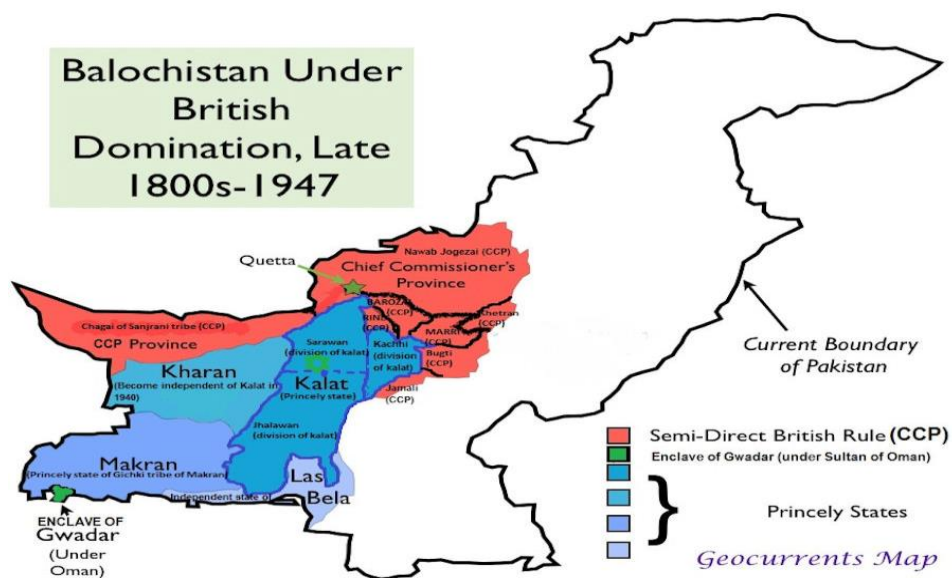 Balochistan Under
British
Domination, Late
1800s-1947
Nawab Jogezai (CCP)
Chief Commissioner's
Province
Quetta
BAROZAI
(CCP)
RIND
(CCP)
Khetran
(CCP)
MARRI
(CCP)
Bugti
(CCP)
Chagai of Sanjrani tribe (CCP)
CCP Province
Sarawan
(division of kalat)
Kachhi
(division
of kalat)
Kharan
(Become independent of Kalat in
1940)
Kalat
(Princely state)
Jamali
(CCP)
Current Boundary
of Pakistan
Jhalawan
(division of kalat)
Makran
(Princely state of Gichki tribe of Makran)
Las
Bela
Independent state of
ENCLAVE OF
Gwadar
(Under
Oman)
Semi-Direct British Rule (CCP)
Enclave of Gwadar (under Sultan of Oman)
Princely States
Geocurrents Map